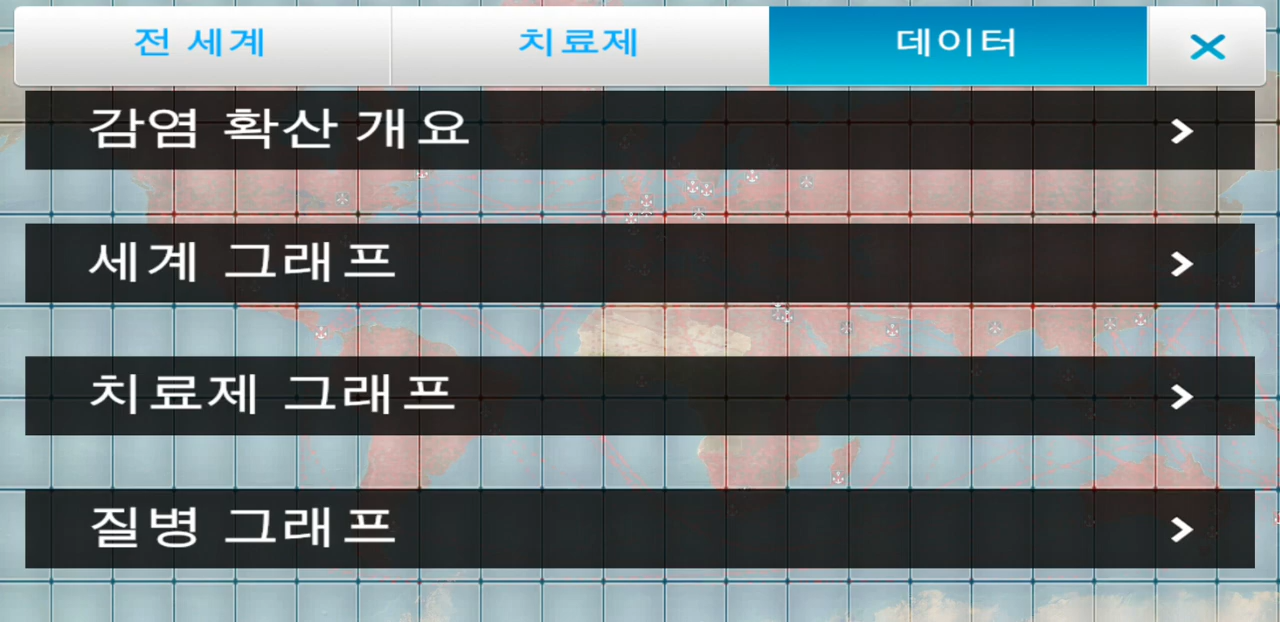 전 세계 치료제 데이터
감염 확산 개요
세계 그래프
치료제 그래프
질병 그래프